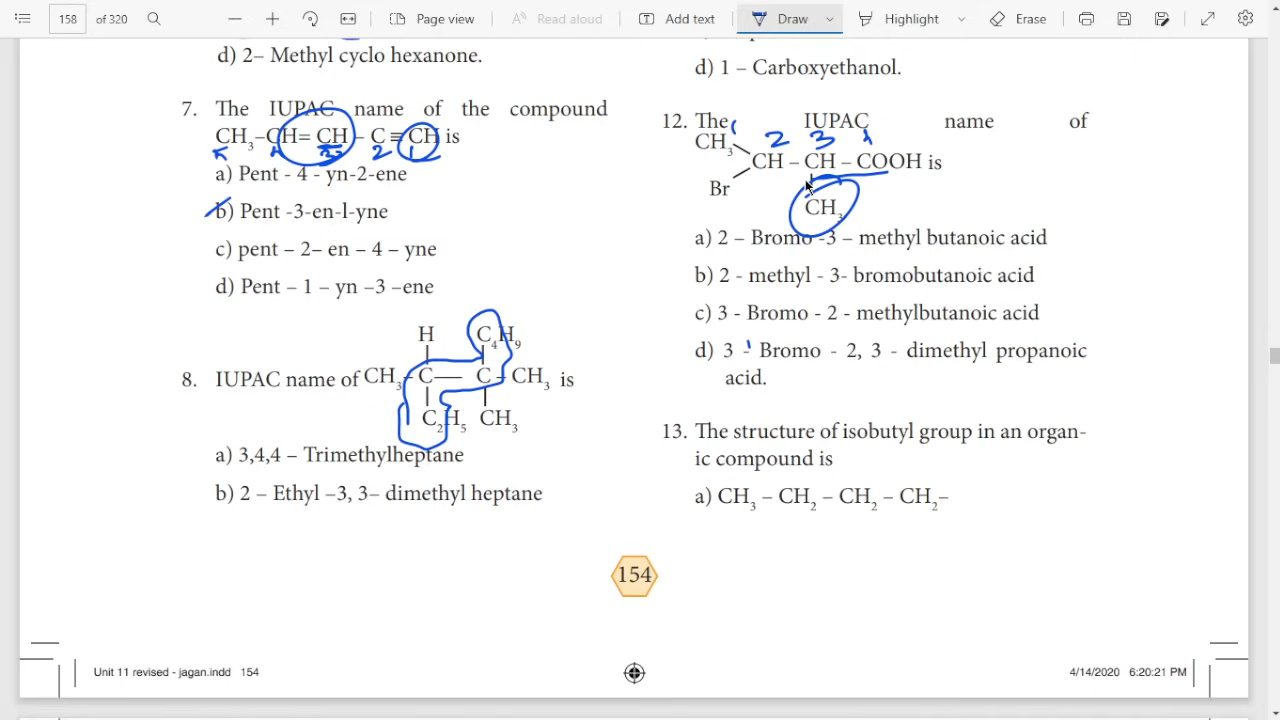 158 of 320 Page view Read aloud Add text Draw Highlight Erase
d) 2– Methyl cyclo hexanone.
7. The IUPAC name of the compound
CH3–CH= CH – C ≡ CH is
5 4 3 2 1
a) Pent - 4 - yn-2-ene
b) Pent -3-en-l-yne
c) pent – 2– en – 4 – yne
d) Pent – 1 – yn –3 –ene
H C4H9
8. IUPAC name of CH3 – C — C – CH3 is
C2H5 CH3
a) 3,4,4 – Trimethylheptane
b) 2 – Ethyl –3, 3– dimethyl heptane
d) 1 – Carboxyethanol.
12. The IUPAC name of
2 3
CH3
CH – CH – COOH is
Br
CH3
a) 2 – Bromo -3 – methyl butanoic acid
b) 2 - methyl - 3- bromobutanoic acid
c) 3 - Bromo - 2 - methylbutanoic acid
d) 3 - Bromo - 2, 3 - dimethyl propanoic
acid.
13. The structure of isobutyl group in an organ-
ic compound is
a) CH3 – CH2 – CH2 – CH2–
154
Unit 11 revised - jagan.indd 154
4/14/2020 6:20:21 PM